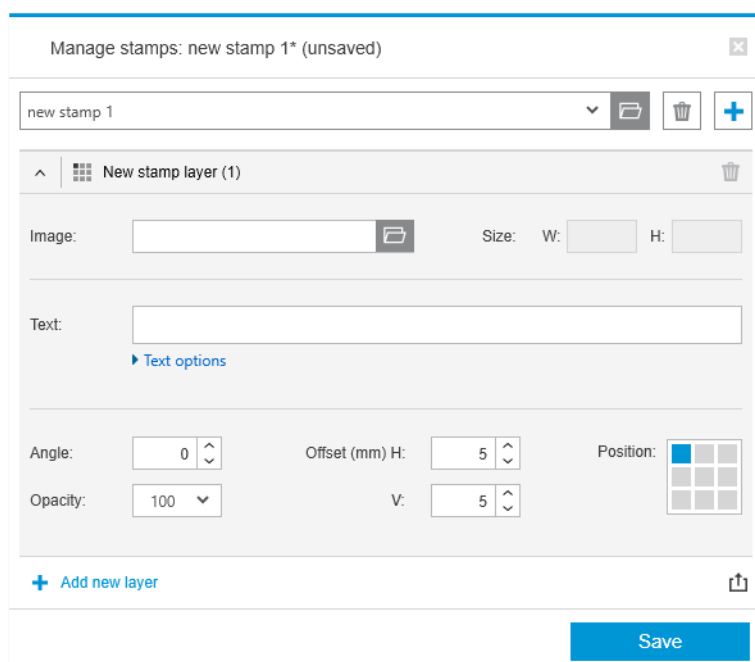 Manage stamps: new stamp 1* (unsaved)
new stamp 1
New stamp layer (1)
Image: Size: W: H:
Text:
Text options
Angle: 0 Offset (mm) H: 5 Position:
Opacity: 100 V: 5
Add new layer
Save